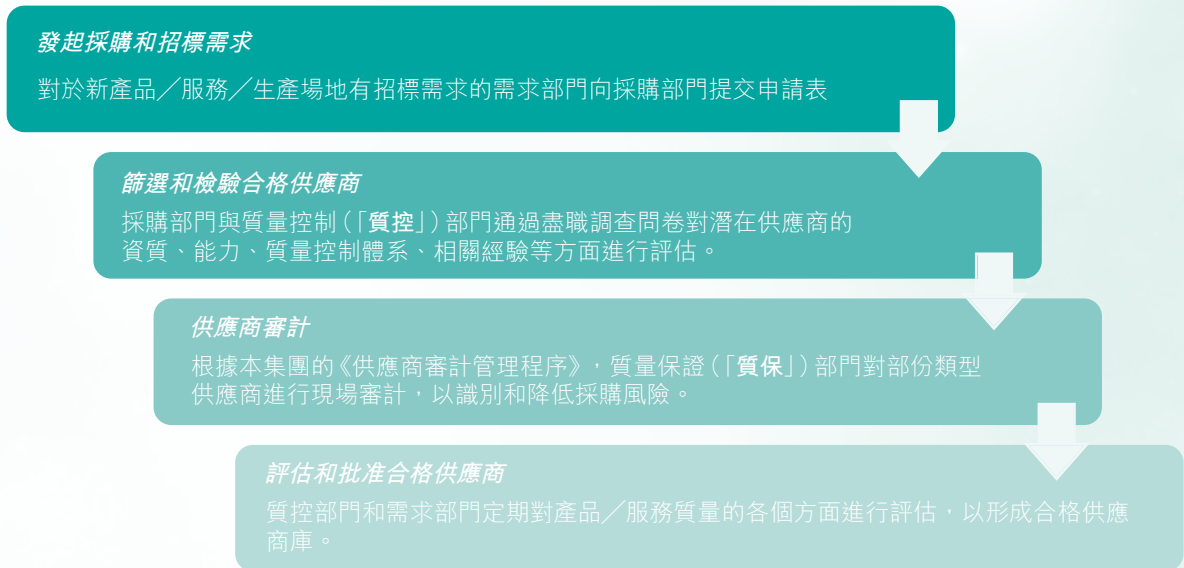 發起採購和招標需求
對於新產品／服務／生產場地有招標需求的需求部門向採購部門提交申請表
篩選和檢驗合格供應商
採購部門與質量控制（「質控」）部門通過盡職調查問卷對潛在供應商的
資質、能力、質量控制體系、相關經驗等方面進行評估。
供應商審計
根據本集團的《供應商審計管理程序》，質量保證（「質保」）部門對部份類型
供應商進行現場審計，以識別和降低採購風險。
評估和批准合格供應商
質控部門和需求部門定期對產品／服務質量的各個方面進行評估，以形成合格供應
商庫。